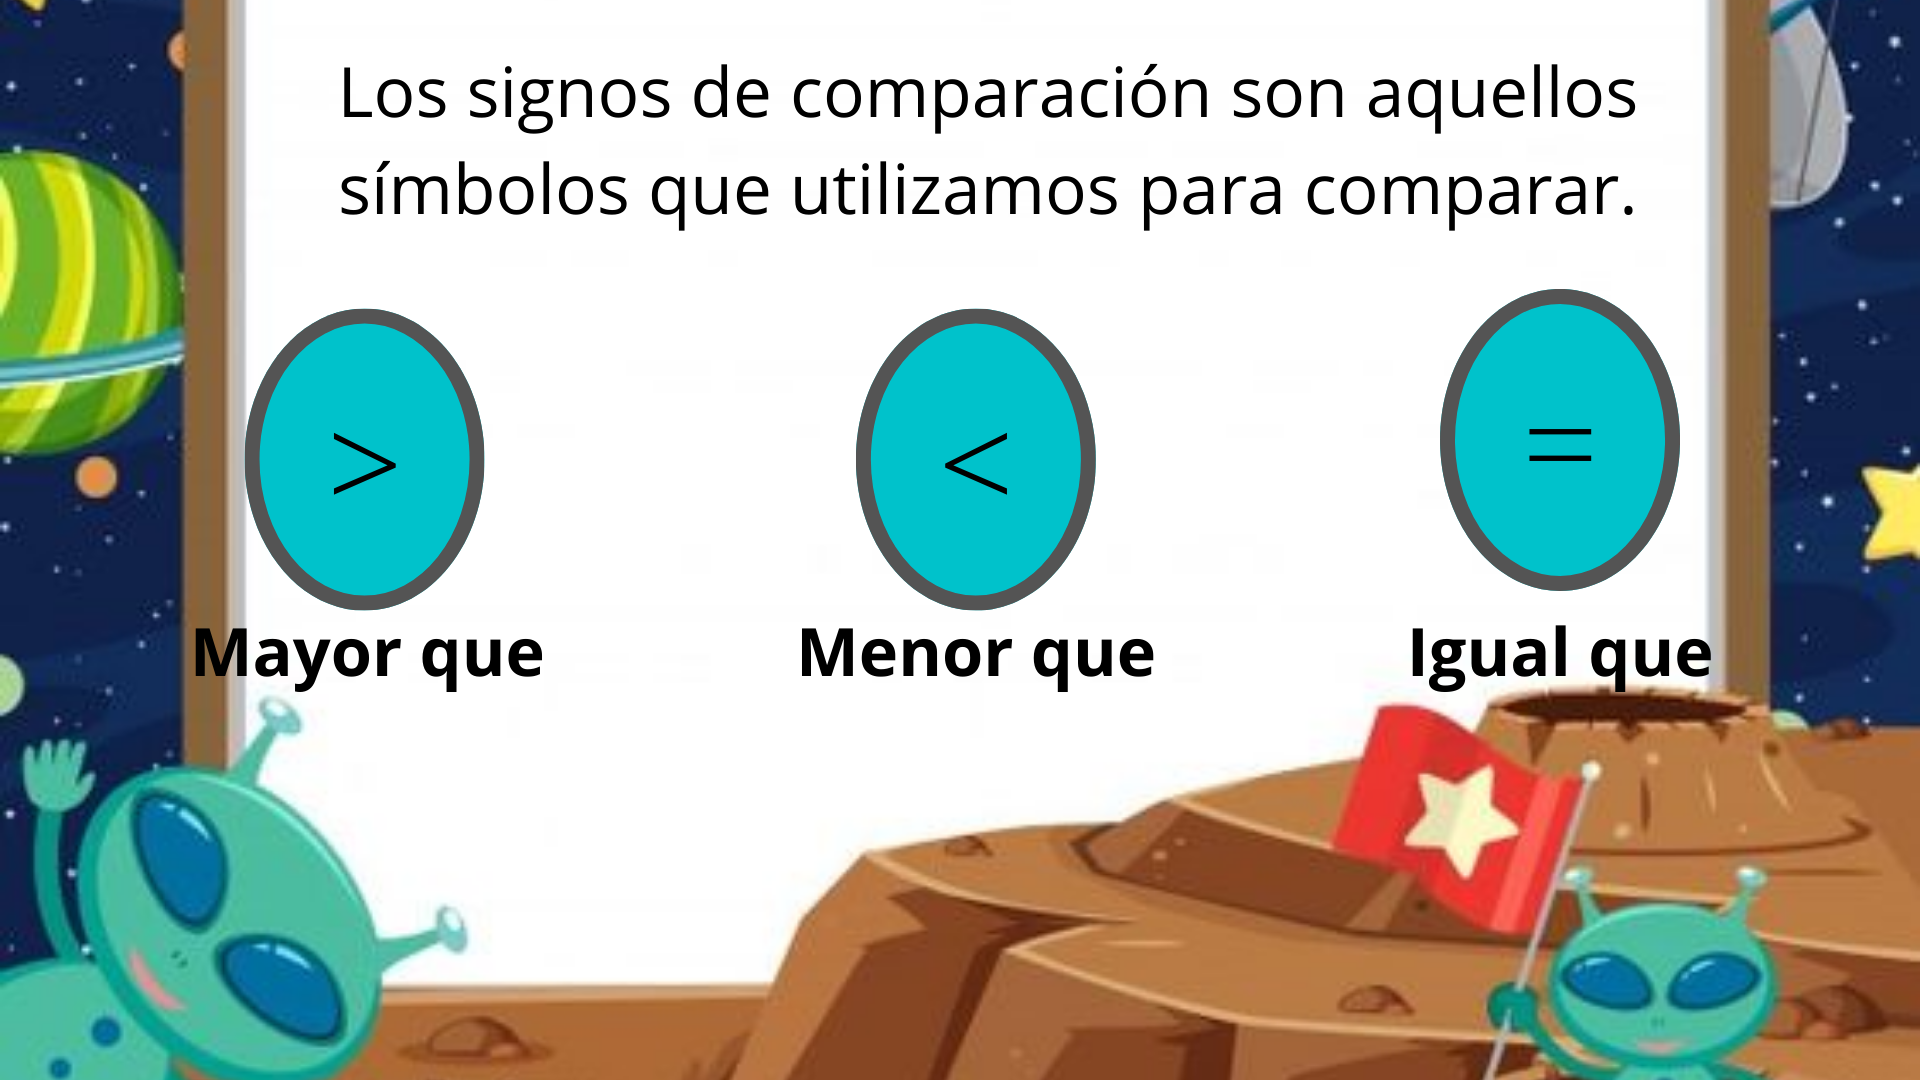 Los signos de comparación son aquellos
símbolos que utilizamos para comparar.
> < =
Mayor que Menor que Igual que